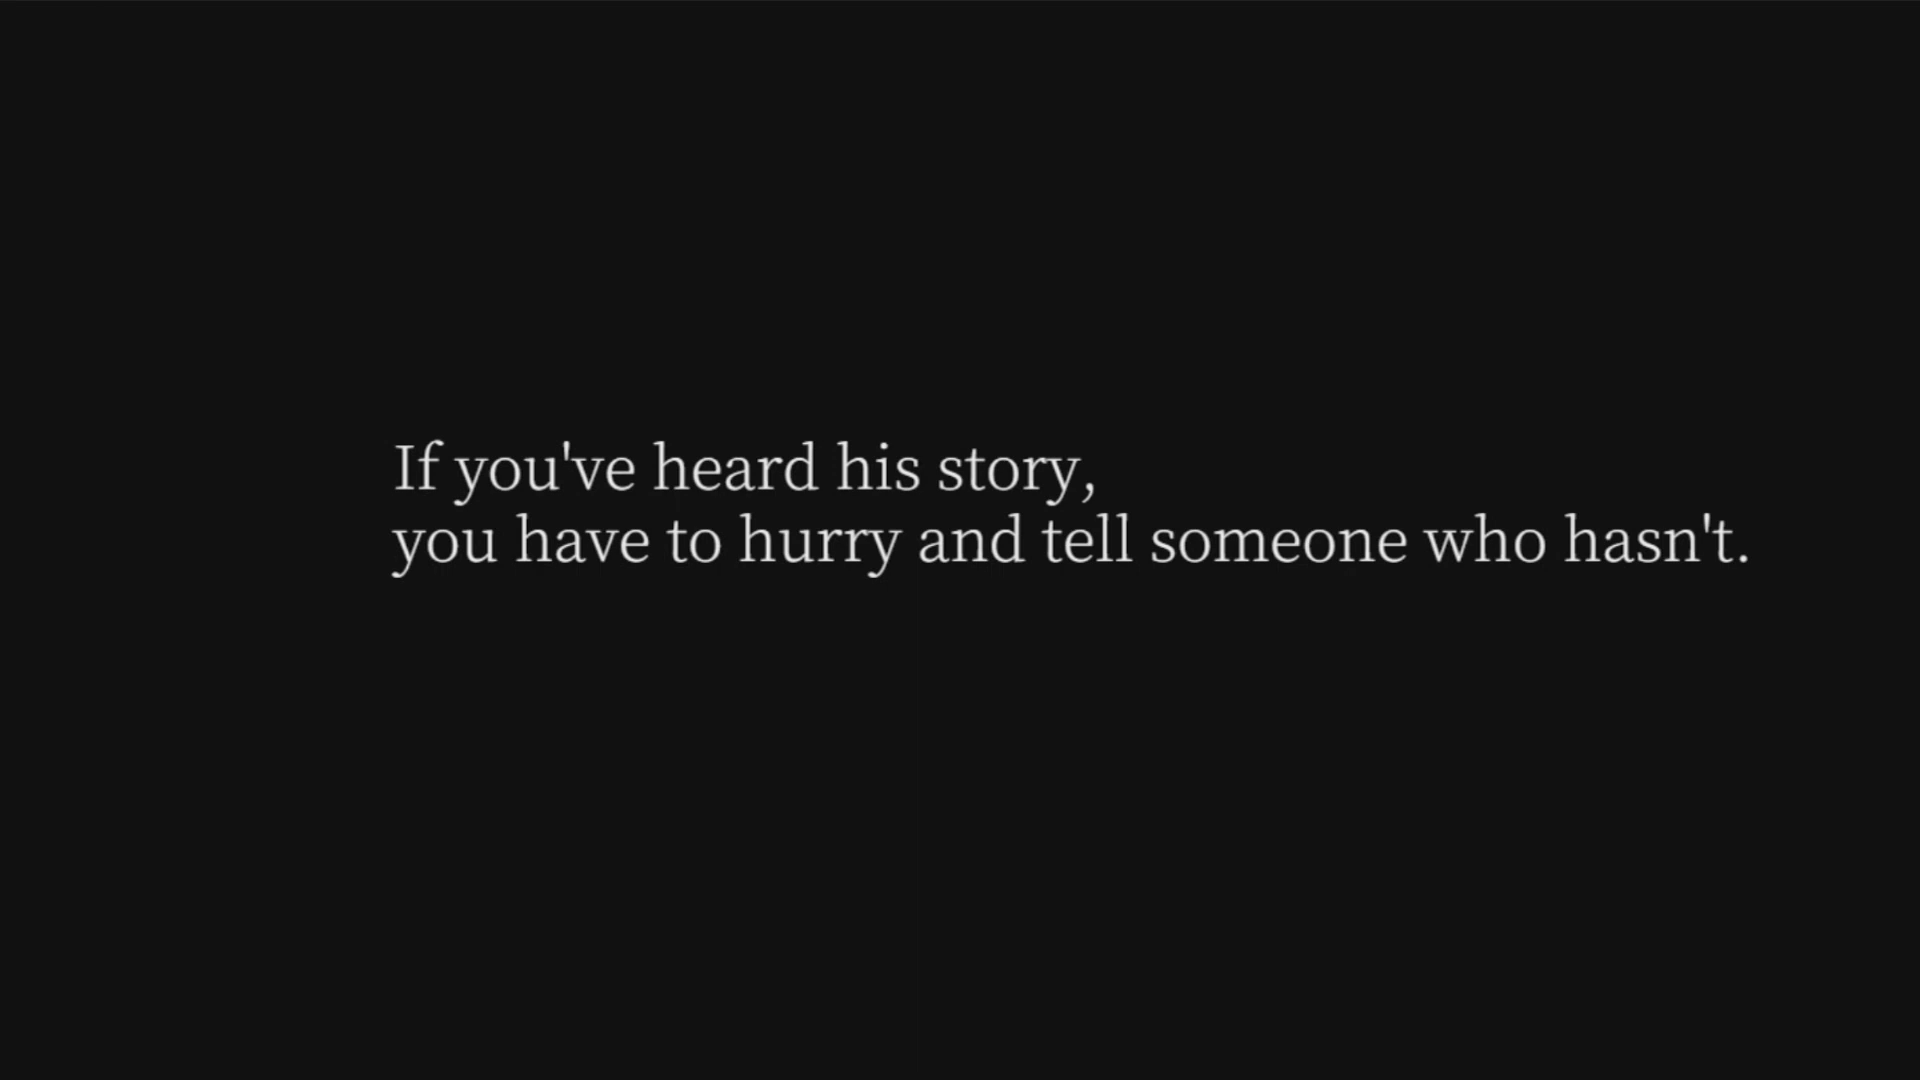 If you've heard his story,
you have to hurry and tell someone who hasn't.